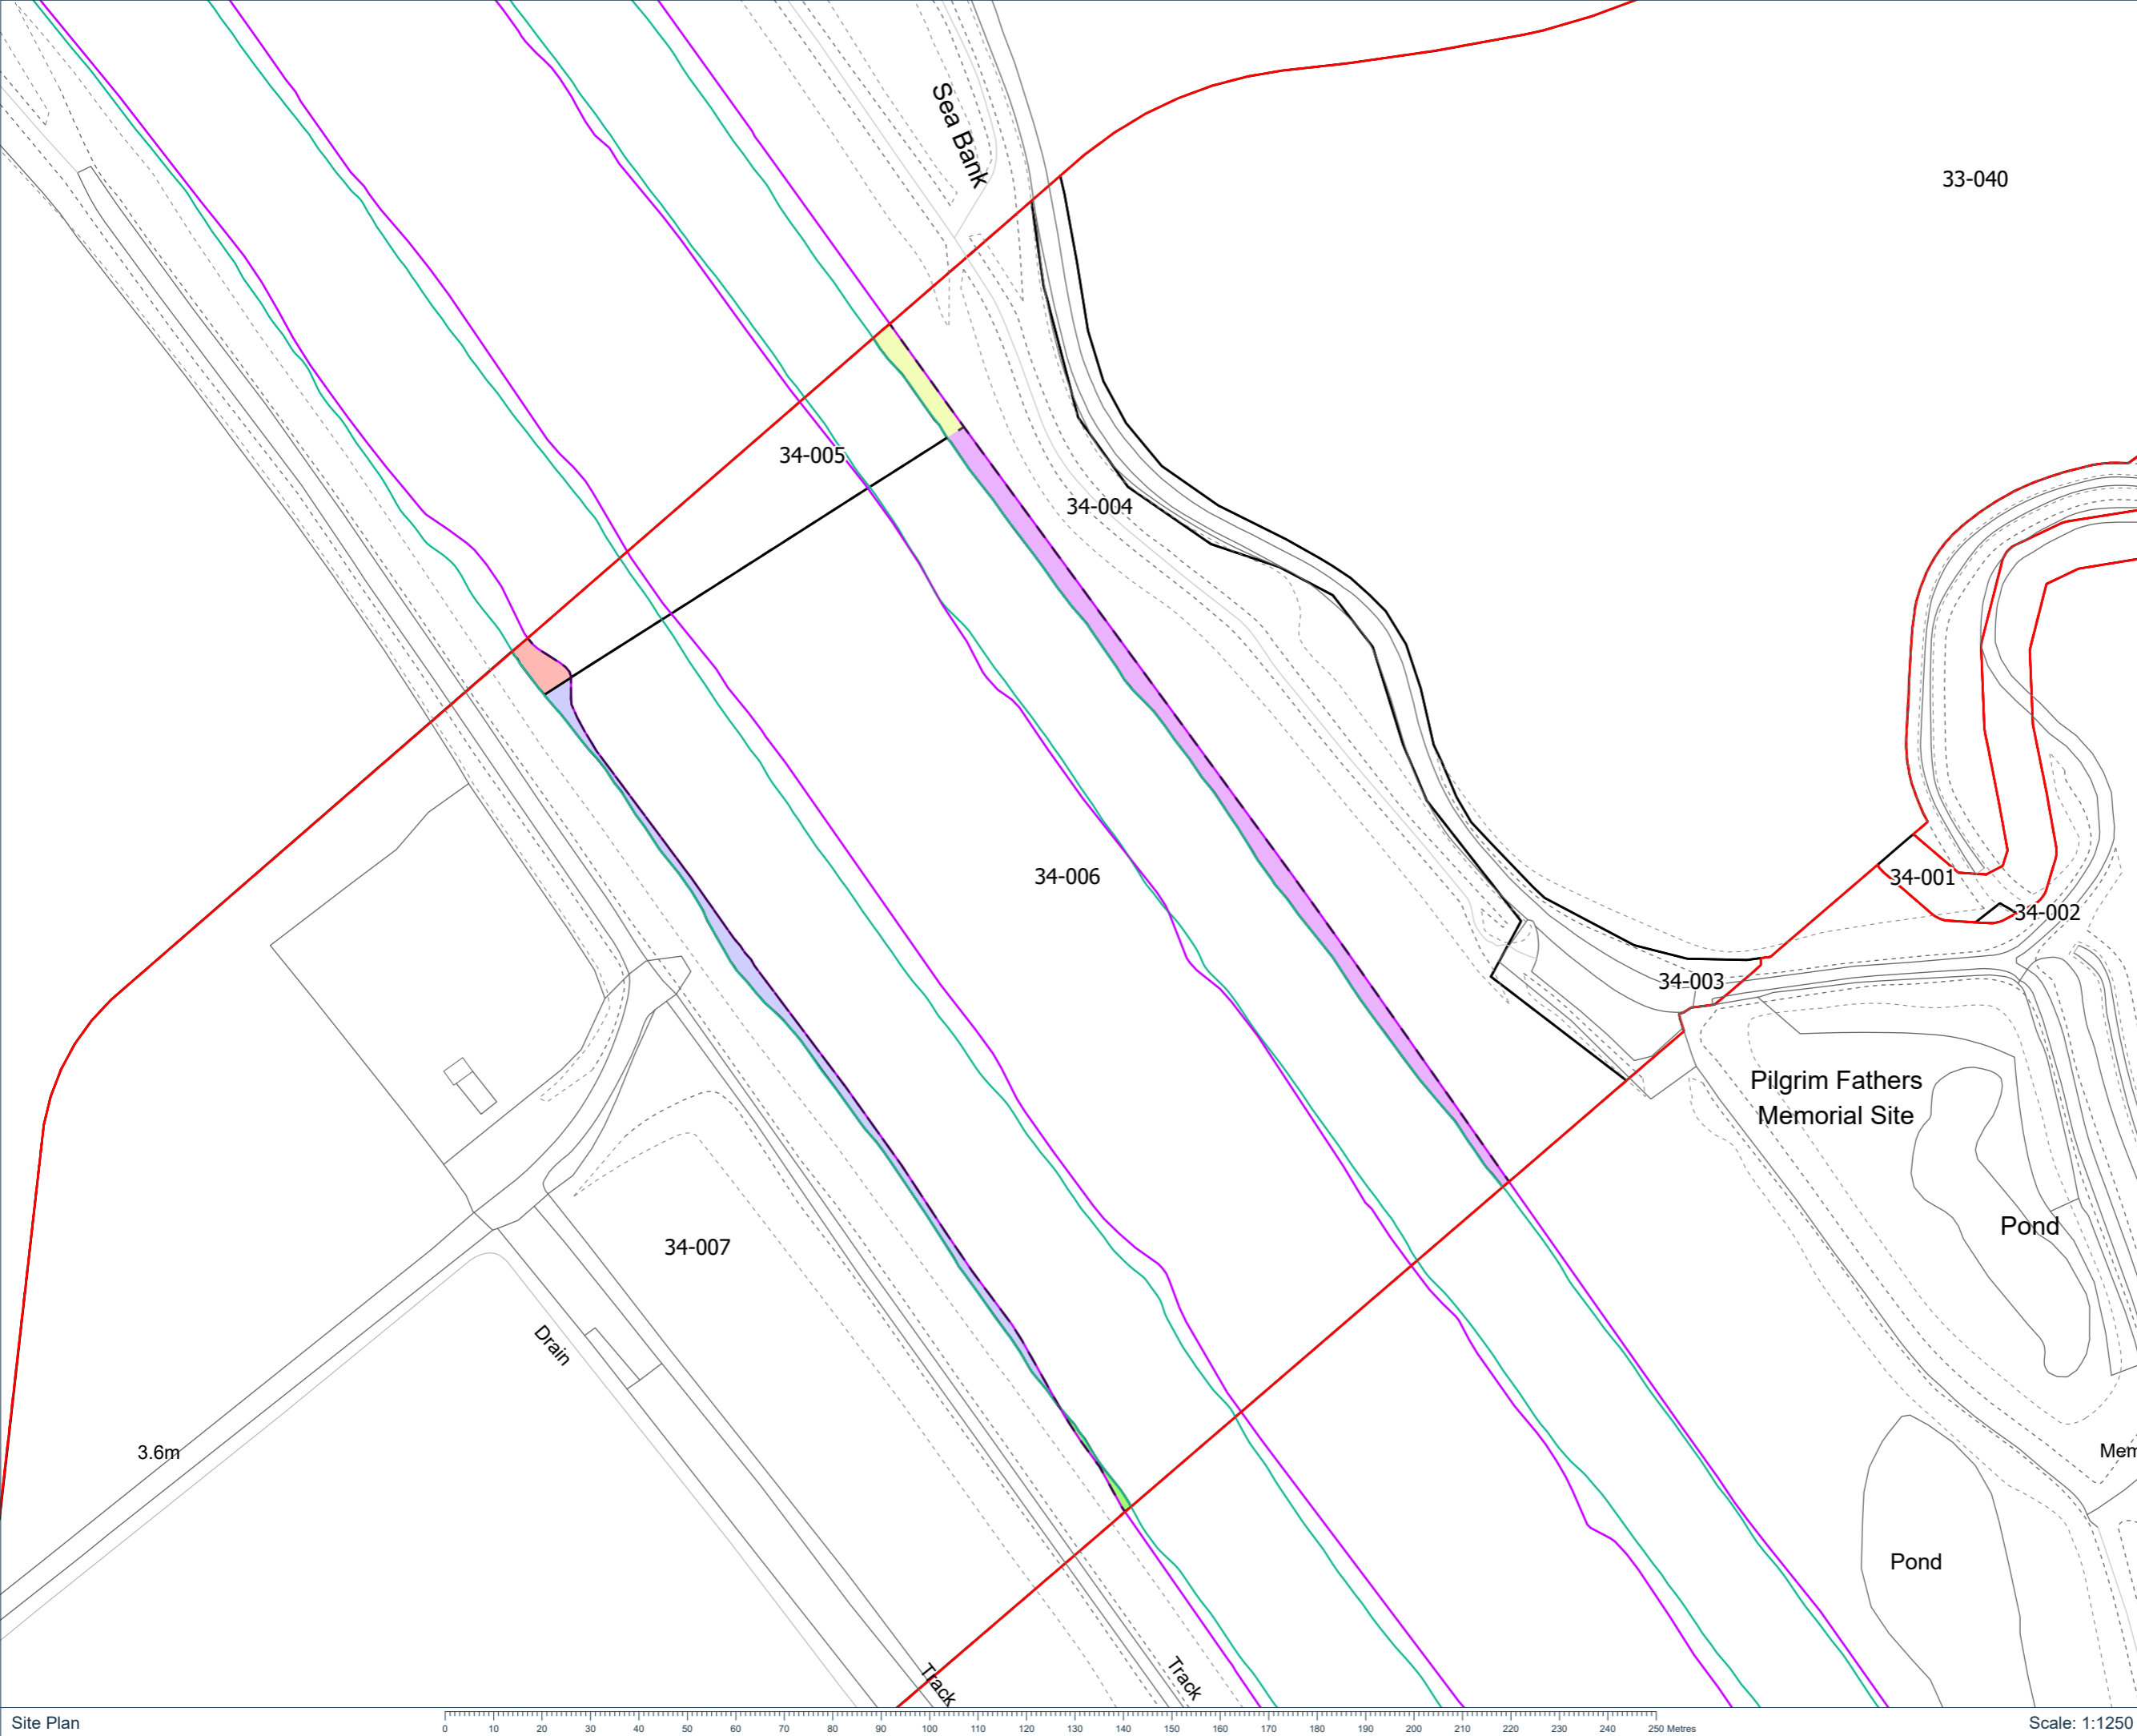 Sea Bank
33-040
34-005
34-004
34-006
34-001
34-002
34-003
Pilgrim Fathers
Memorial Site
Pond
34-007
Drain
3.6m
Mem
Pond
Track
Track
Site Plan
0 10 20 30 40 50 60 70 80 90 100 110 120 130 140 150 160 170 180 190 200 210 220 230 240 250 Metres
Scale: 1:1250